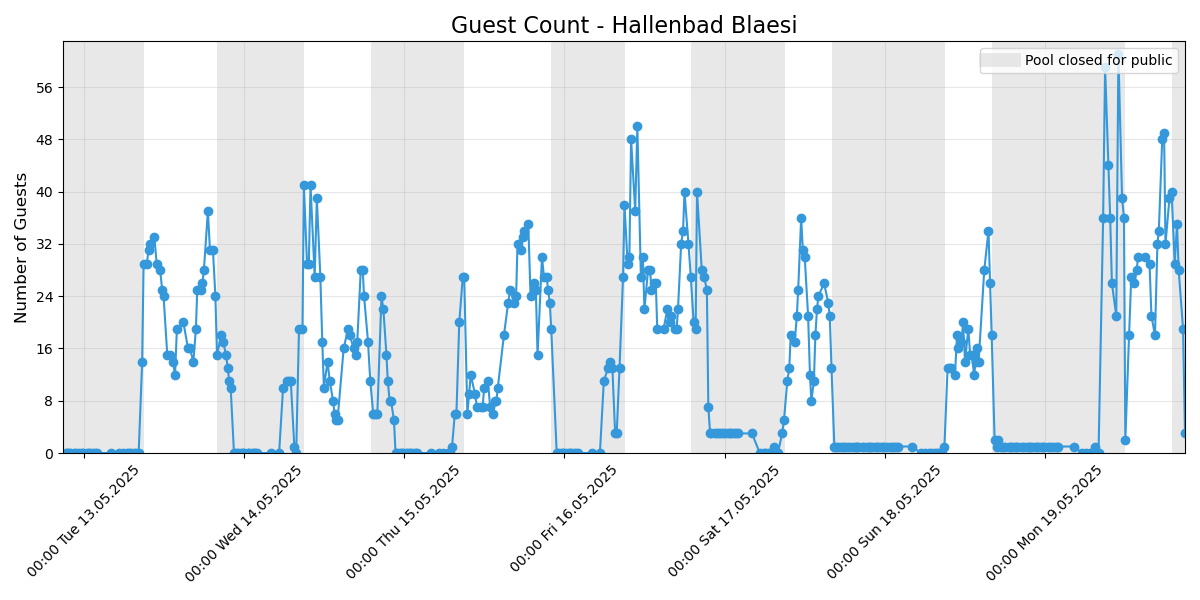 Guest Count - Hallenbad Blaesi
Pool closed for public
Number of Guests
56
48
40
32
24
16
8
0
00:00 Tue 13.05.2025
00:00 Wed 14.05.2025
00:00 Thu 15.05.2025
00:00 Fri 16.05.2025
00:00 Sat 17.05.2025
00:00 Sun 18.05.2025
00:00 Mon 19.05.2025